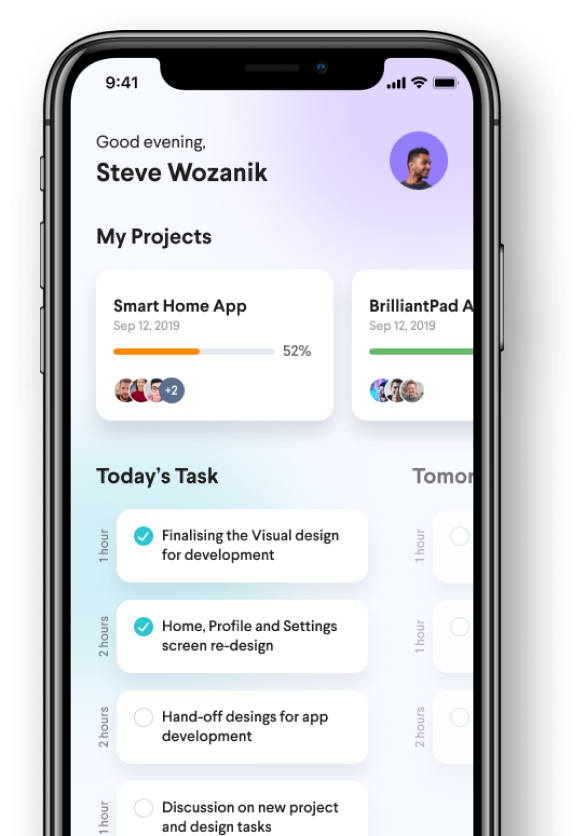 9:41
Good evening,
Steve Wozanik
My Projects
Smart Home App
Sep 12, 2019
52%
+2
BrilliantPad A
Sep 12, 2019
Today’s Task
1 hour
Finalising the Visual design
for development
2 hours
Home, Profile and Settings
screen re-design
2 hours
Hand-off desings for app
development
1 hour
Discussion on new project
and design tasks
Tomor
1 hour
1 hour
2 hours